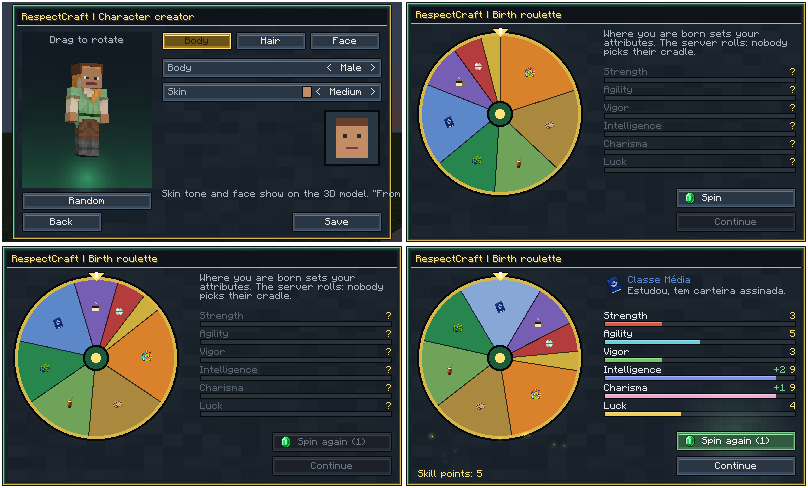 RespectCraft | Character creator
Drag to rotate
Body
Hair
Face
Body
< Male >
Skin
< Medium >
Skin tone and face show on the 3D model. "From
Random
Back
Save
RespectCraft | Birth roulette
Where you are born sets your
attributes. The server rolls: nobody
picks their cradle.
Strength ?
Agility ?
Vigor ?
Intelligence ?
Charisma ?
Luck ?
Spin
Continue
RespectCraft | Birth roulette
Where you are born sets your
attributes. The server rolls: nobody
picks their cradle.
Strength ?
Agility ?
Vigor ?
Intelligence ?
Charisma ?
Luck ?
Spin again (1)
Continue
RespectCraft | Birth roulette
Classe Média
Estudou, tem carteira assinada.
Strength 3
Agility 5
Vigor 3
Intelligence +2 9
Charisma +1 9
Luck 4
Spin again (1)
Continue
Skill points: 5